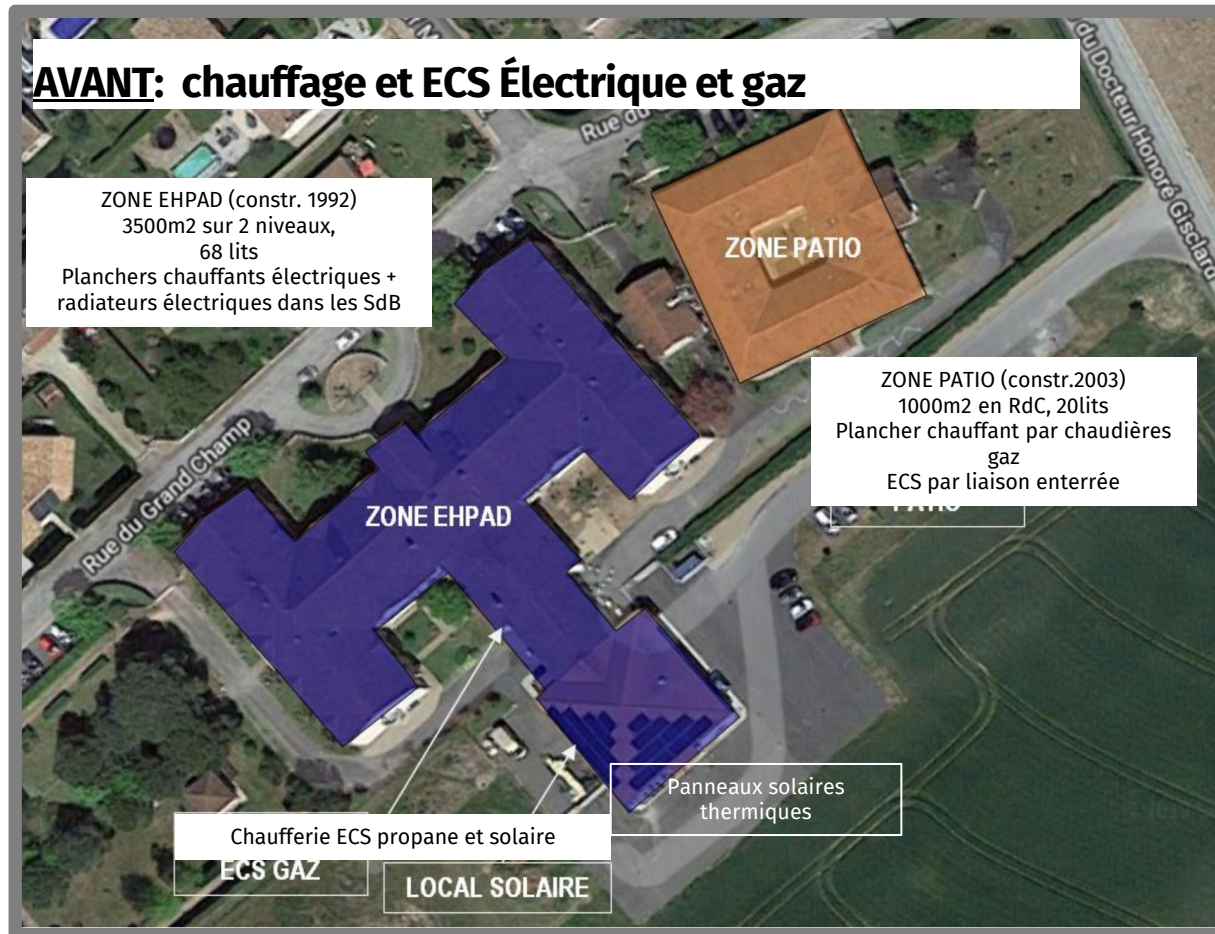 AVANT: chauffage et ECS Électrique et gaz
Rue du
du Docteur Honoré Gisclard
ZONE EHPAD (constr. 1992)
3500m2 sur 2 niveaux,
68 lits
Planchers chauffants électriques +
radiateurs électriques dans les SdB
ZONE PATIO
ZONE PATIO (constr.2003)
1000m2 en RdC, 20lits
Plancher chauffant par chaudières
gaz
ECS par liaison enterrée
PATIO
Rue du Grand Champ
ZONE EHPAD
Panneaux solaires
thermiques
Chaufferie ECS propane et solaire
ECS GAZ
LOCAL SOLAIRE